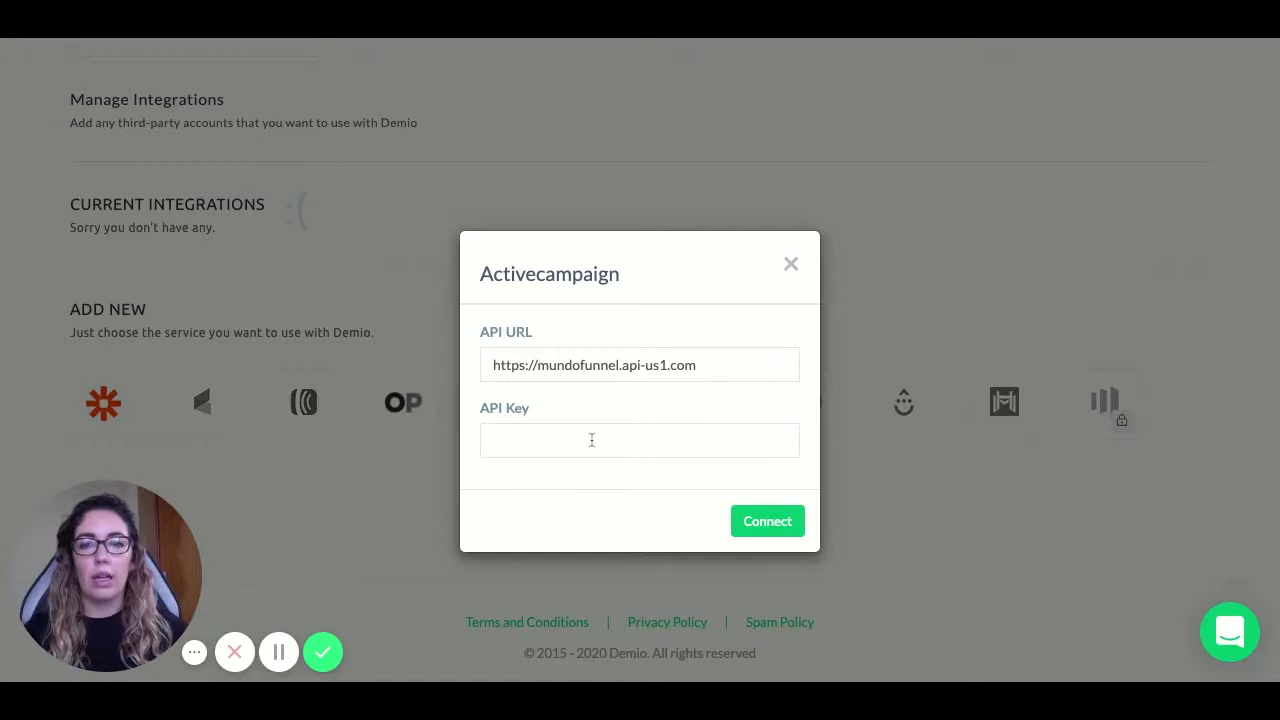 Manage Integrations
Add any third-party accounts that you want to use with Demio
CURRENT INTEGRATIONS :(
Sorry you don't have any.
ADD NEW
Just choose the service you want to use with Demio.
OP
Activecampaign
API URL
https://mundofunnel.api-us1.com
API Key
Connect
Terms and Conditions | Privacy Policy | Spam Policy
© 2015 - 2020 Demio. All rights reserved